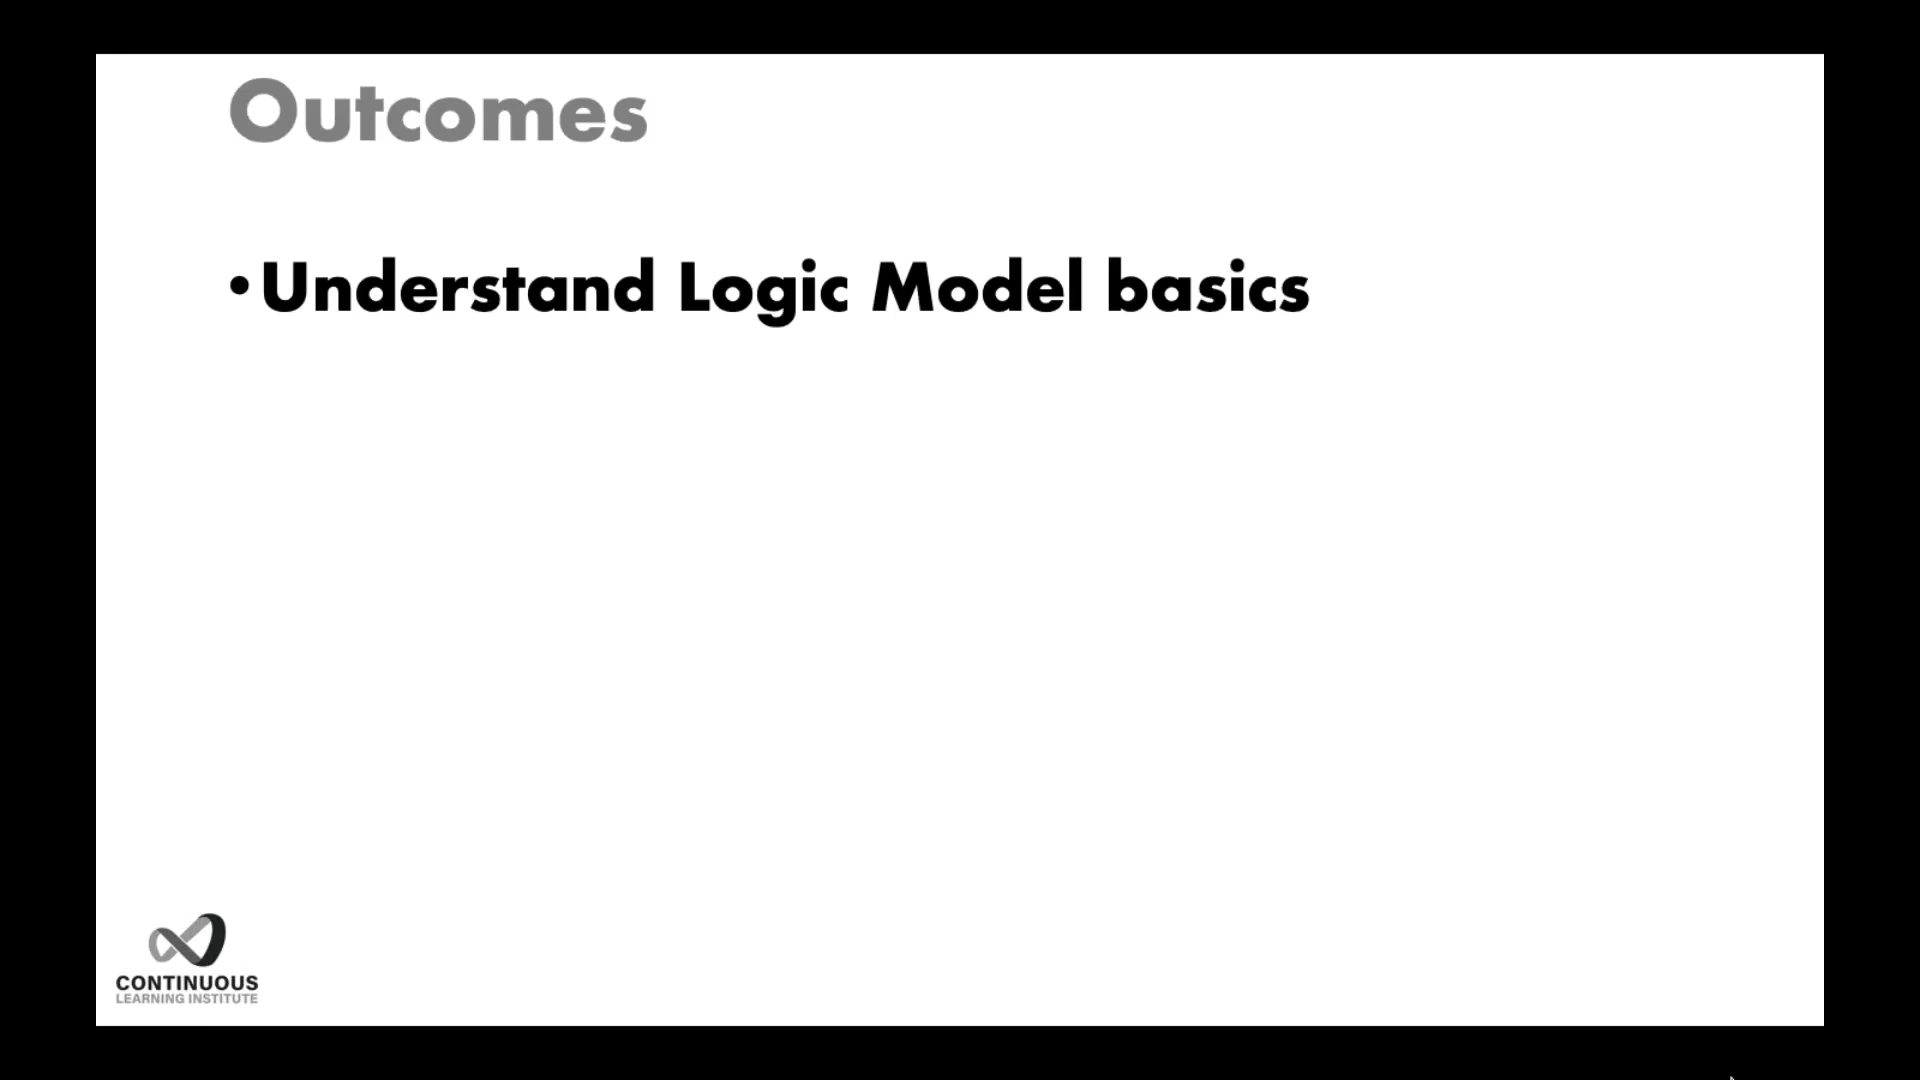 Outcomes
•Understand Logic Model basics
CONTINUOUS
LEARNING INSTITUTE